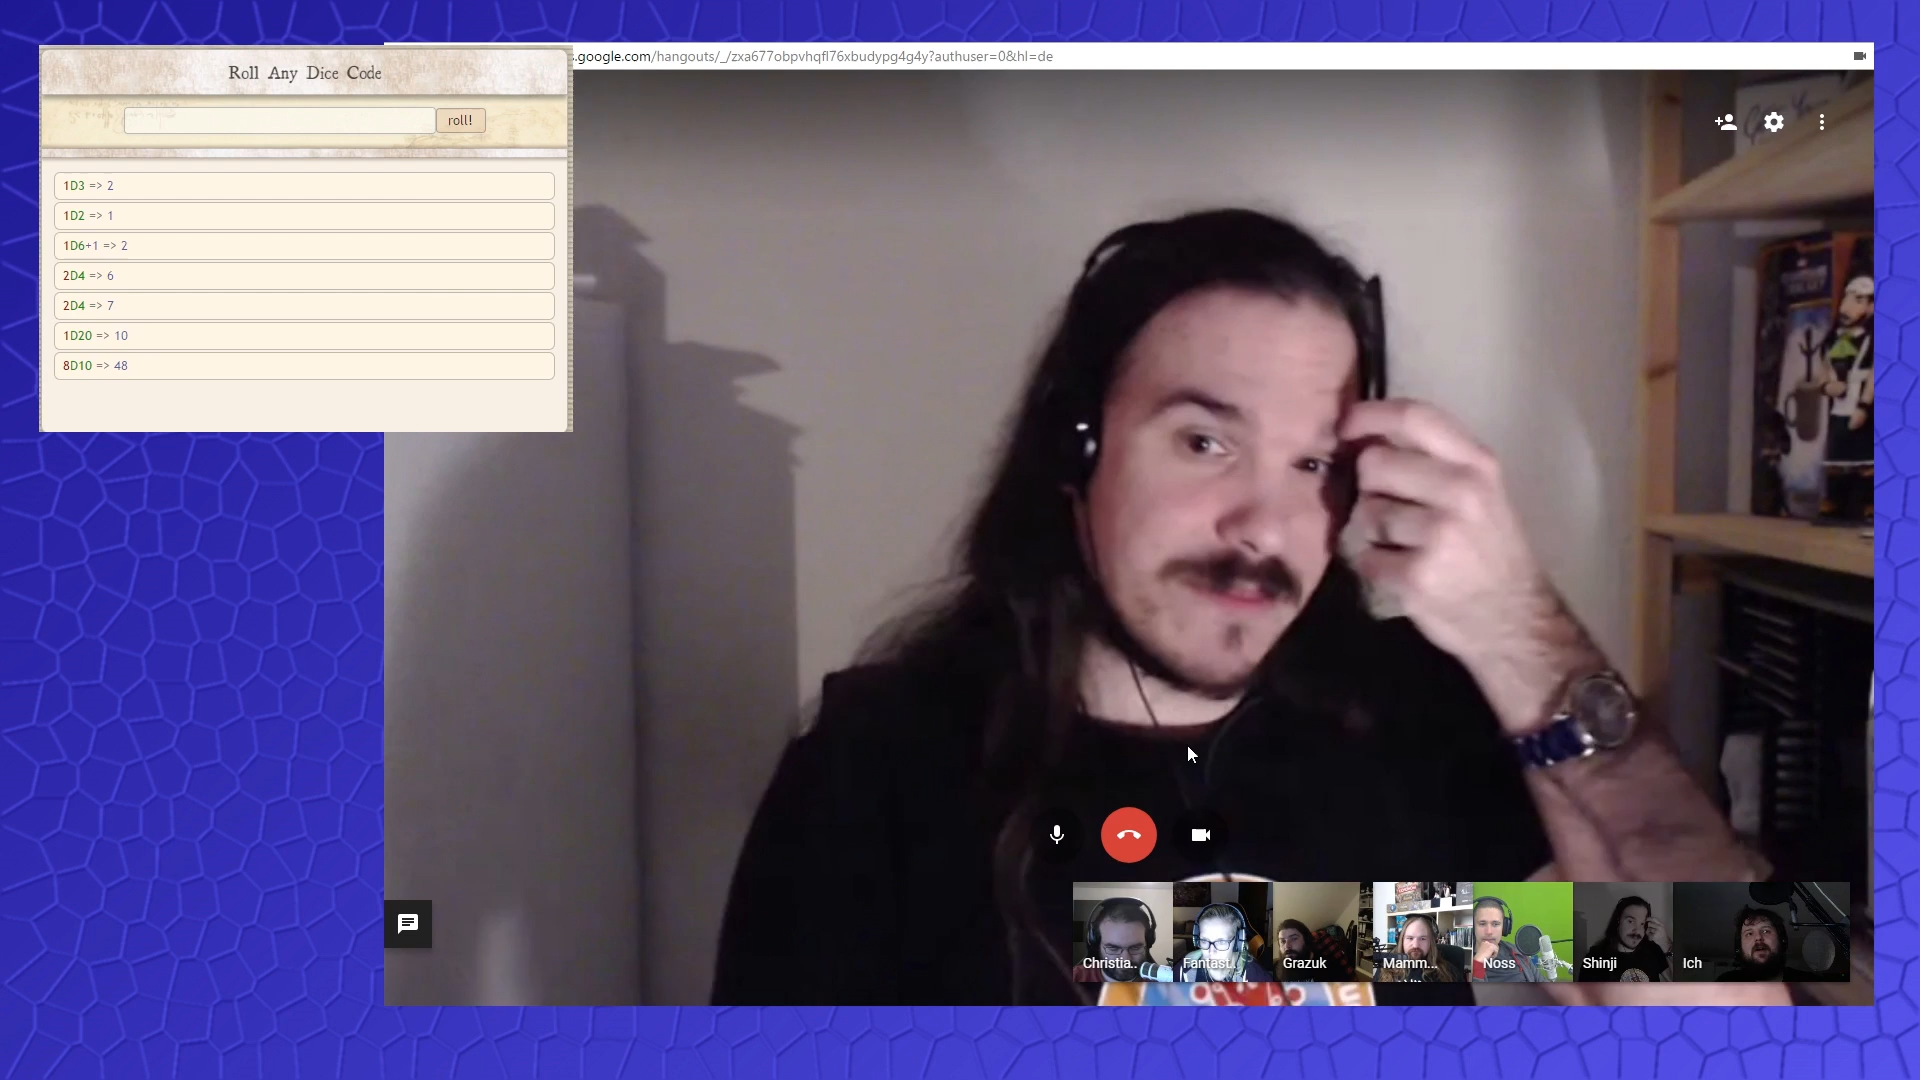 s.google.com/hangouts/_/zxa677obpvhqfl76xbudypg4g4y?authuser=0&hl=de
Roll Any Dice Code
roll!
1D3 => 2
1D2 => 1
1D6+1 => 2
2D4 => 6
2D4 => 7
1D20 => 10
8D10 => 48
Christia..
Fantast..
Grazuk
Mamm...
Noss
Shinji
Ich